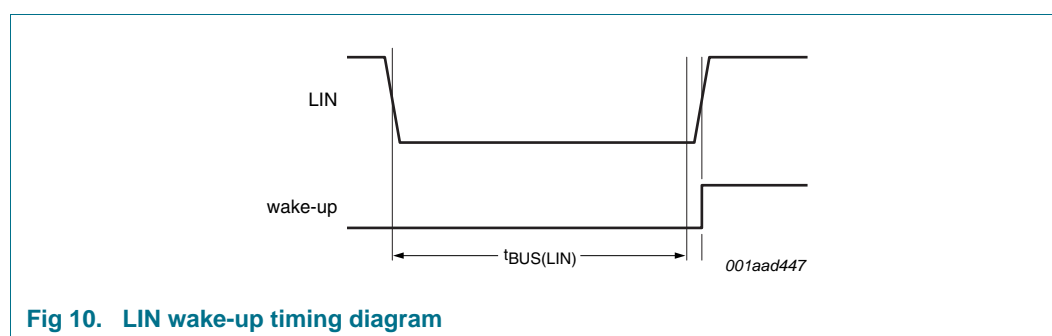 LIN
wake-up
tBUS(LIN)
001aad447
Fig 10. LIN wake-up timing diagram